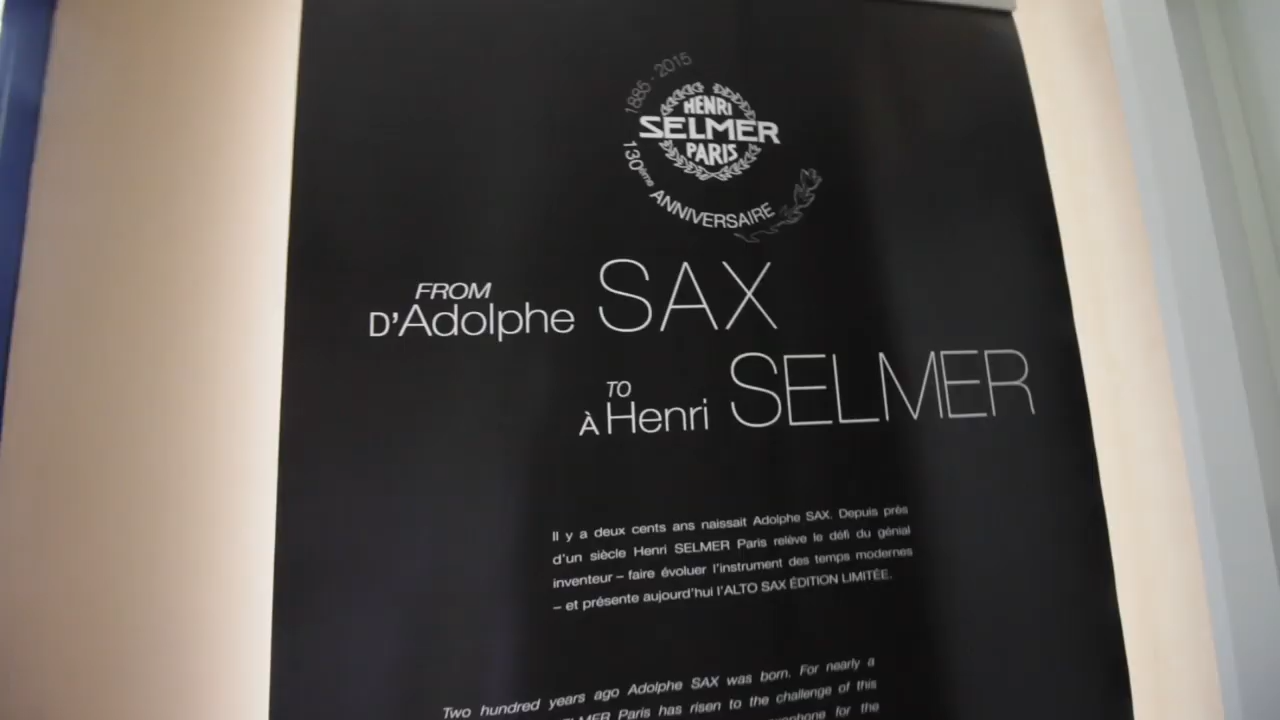 1885 - 2015
HENRI
SELMER
PARIS
130ème ANNIVERSAIRE
FROM
D'Adolphe SAX
TO
À Henri SELMER
Il y a deux cents ans naissait Adolphe SAX. Depuis près
d'un siècle Henri SELMER Paris relève le défi du génial
inventeur – faire évoluer l'instrument des temps modernes
– et présente aujourd'hui l'ALTO SAX ÉDITION LIMITÉE.
Two hundred years ago Adolphe SAX was born. For nearly a
Paris has risen to the challenge of this
for the